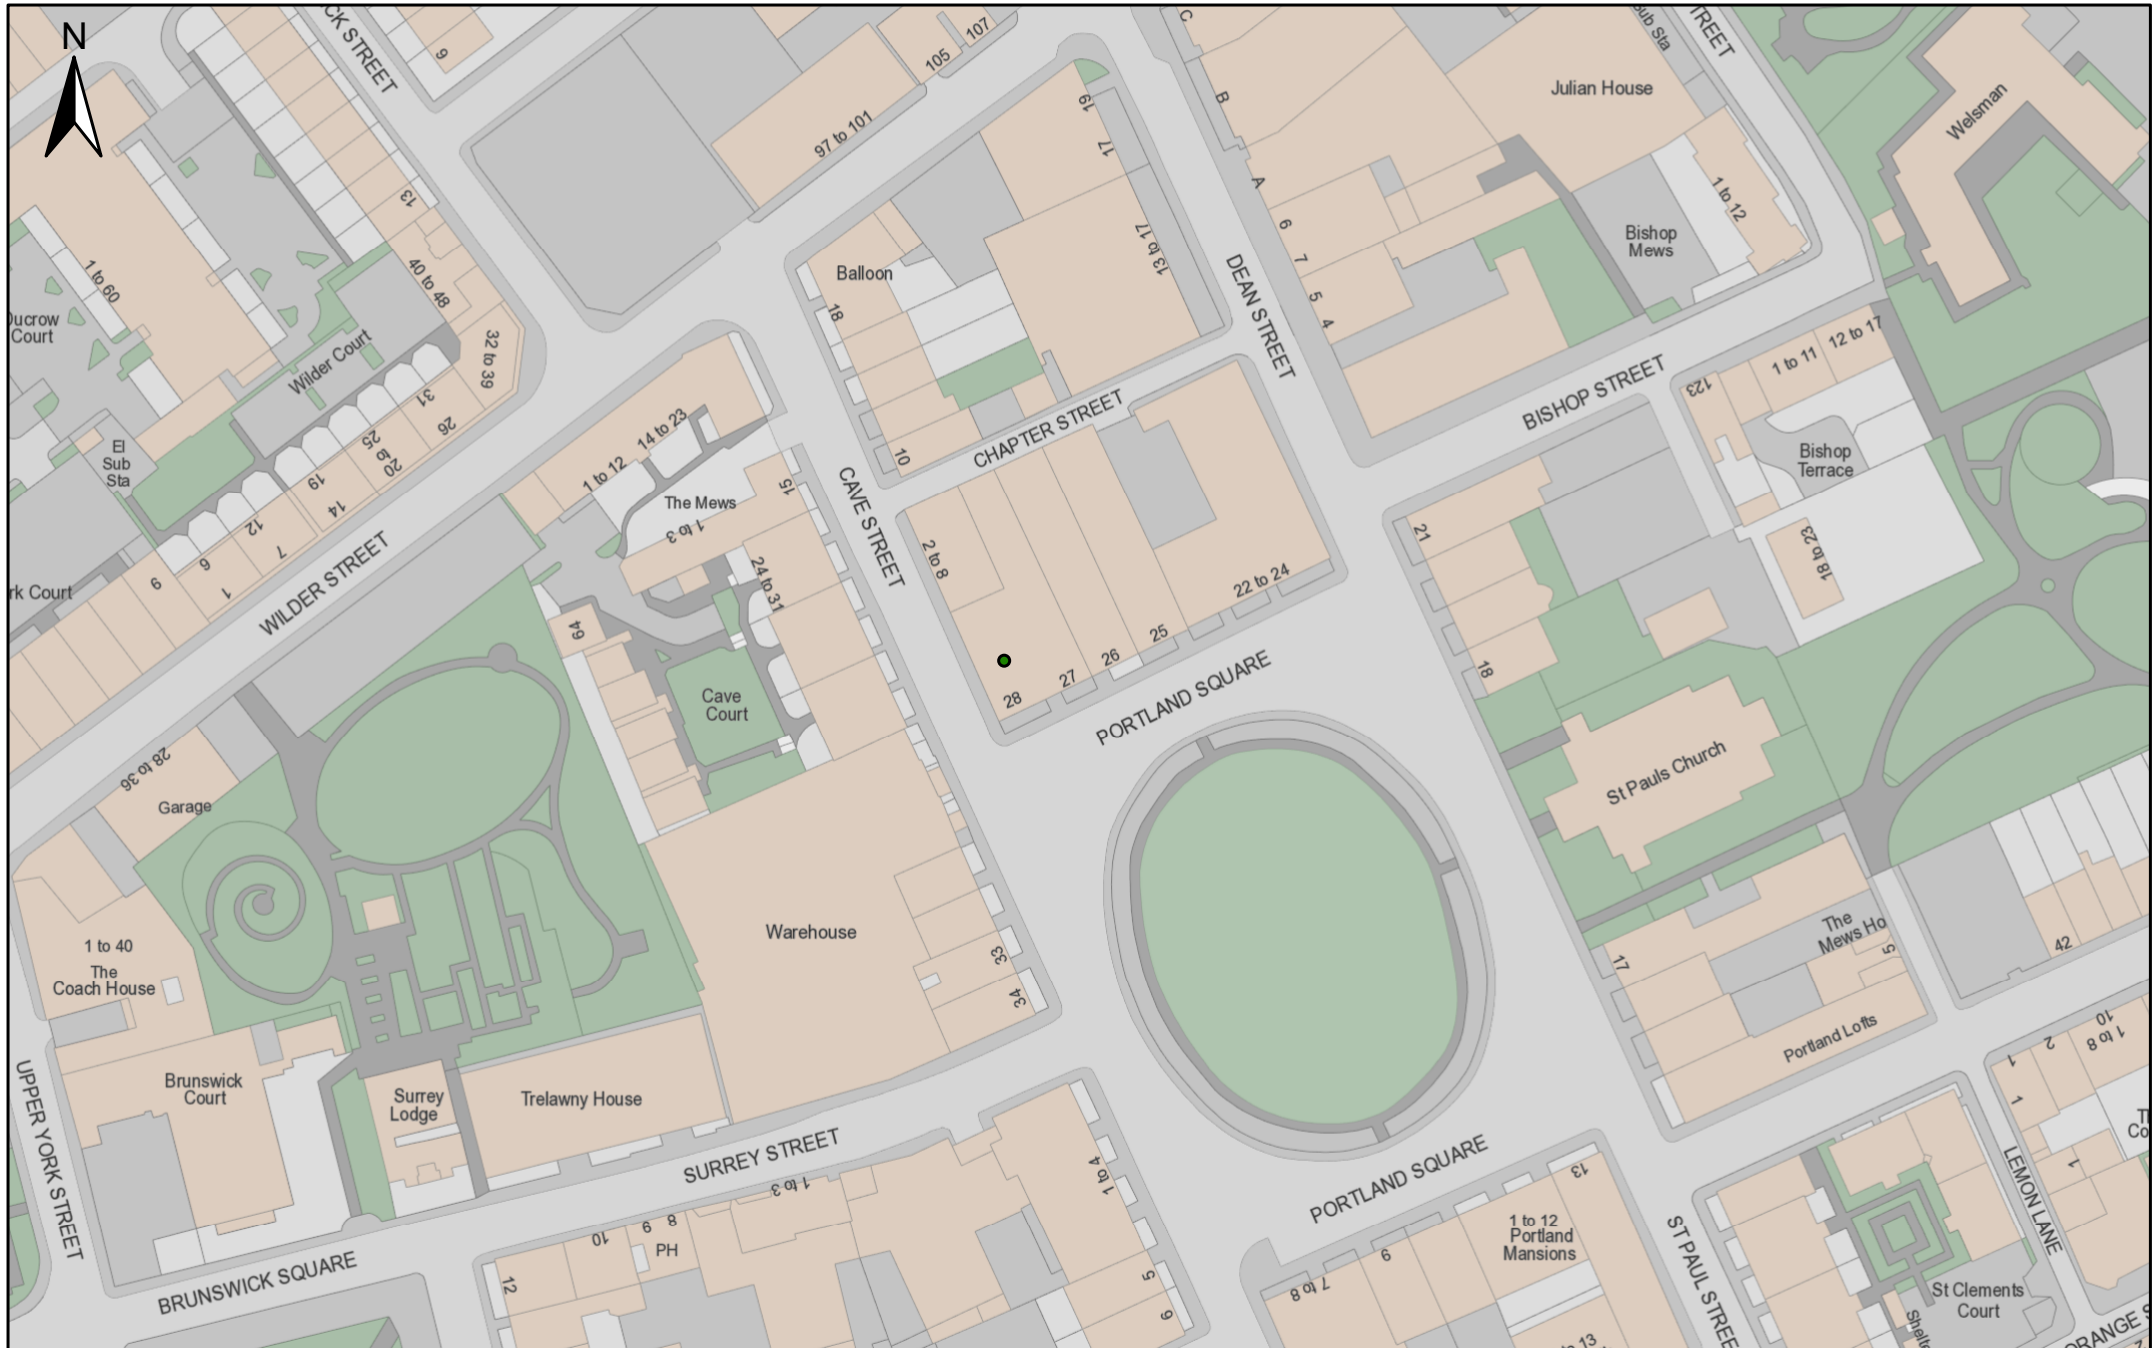 N
CK STREET
9
107
105
97 to 101
C
B
A
19
17
13 to 17
Sub Sta
TREET
Julian House
Welsman
1 to 12
Bishop
Mews
6
7
5
4
DEAN STREET
13
40 to 48
1 to 60
Ducrow
Court
Wilder Court
32 to 39
31
26
25
to
20
19
14
12
7
6
1
9
El
Sub
Sta
rk Court
WILDER STREET
Balloon
18
10
CHAPTER STREET
CAVE STREET
BISHOP STREET
123
1 to 11
12 to 17
Bishop
Terrace
18 to 23
14 to 23
1 to 12
The Mews
1 to 3
15
24 to 31
2 to 8
22 to 24
25
26
27
28
PORTLAND SQUARE
21
18
St Pauls Church
64
Cave
Court
28 to 36
Garage
1 to 40
The
Coach House
Warehouse
33
34
17
The
Mews Ho
5
42
Portland Lofts
10
1 to 8
2
1
1
1
Brunswick
Court
Surrey
Lodge
Trelawny House
UPPER YORK STREET
SURREY STREET
1 to 3
1 to 4
PORTLAND SQUARE
13
1 to 12
Portland
Mansions
9
7 to 8
ST PAUL STREE
LEMON LANE
St Clements
Court
Shelte
ORANGE S
BRUNSWICK SQUARE
12
10
9
8
PH
5
6
to 13